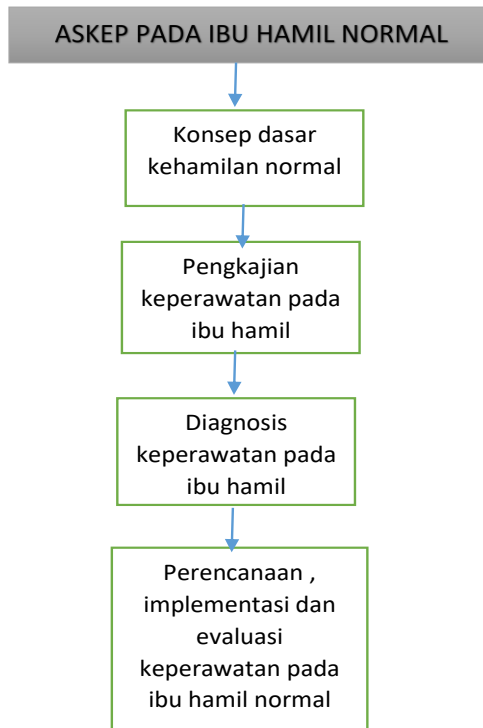 ASKEP PADA IBU HAMIL NORMAL
Konsep dasar
kehamilan normal
Pengkajian
keperawatan pada
ibu hamil
Diagnosis
keperawatan pada
ibu hamil
Perencanaan ,
implementasi dan
evaluasi
keperawatan pada
ibu hamil normal